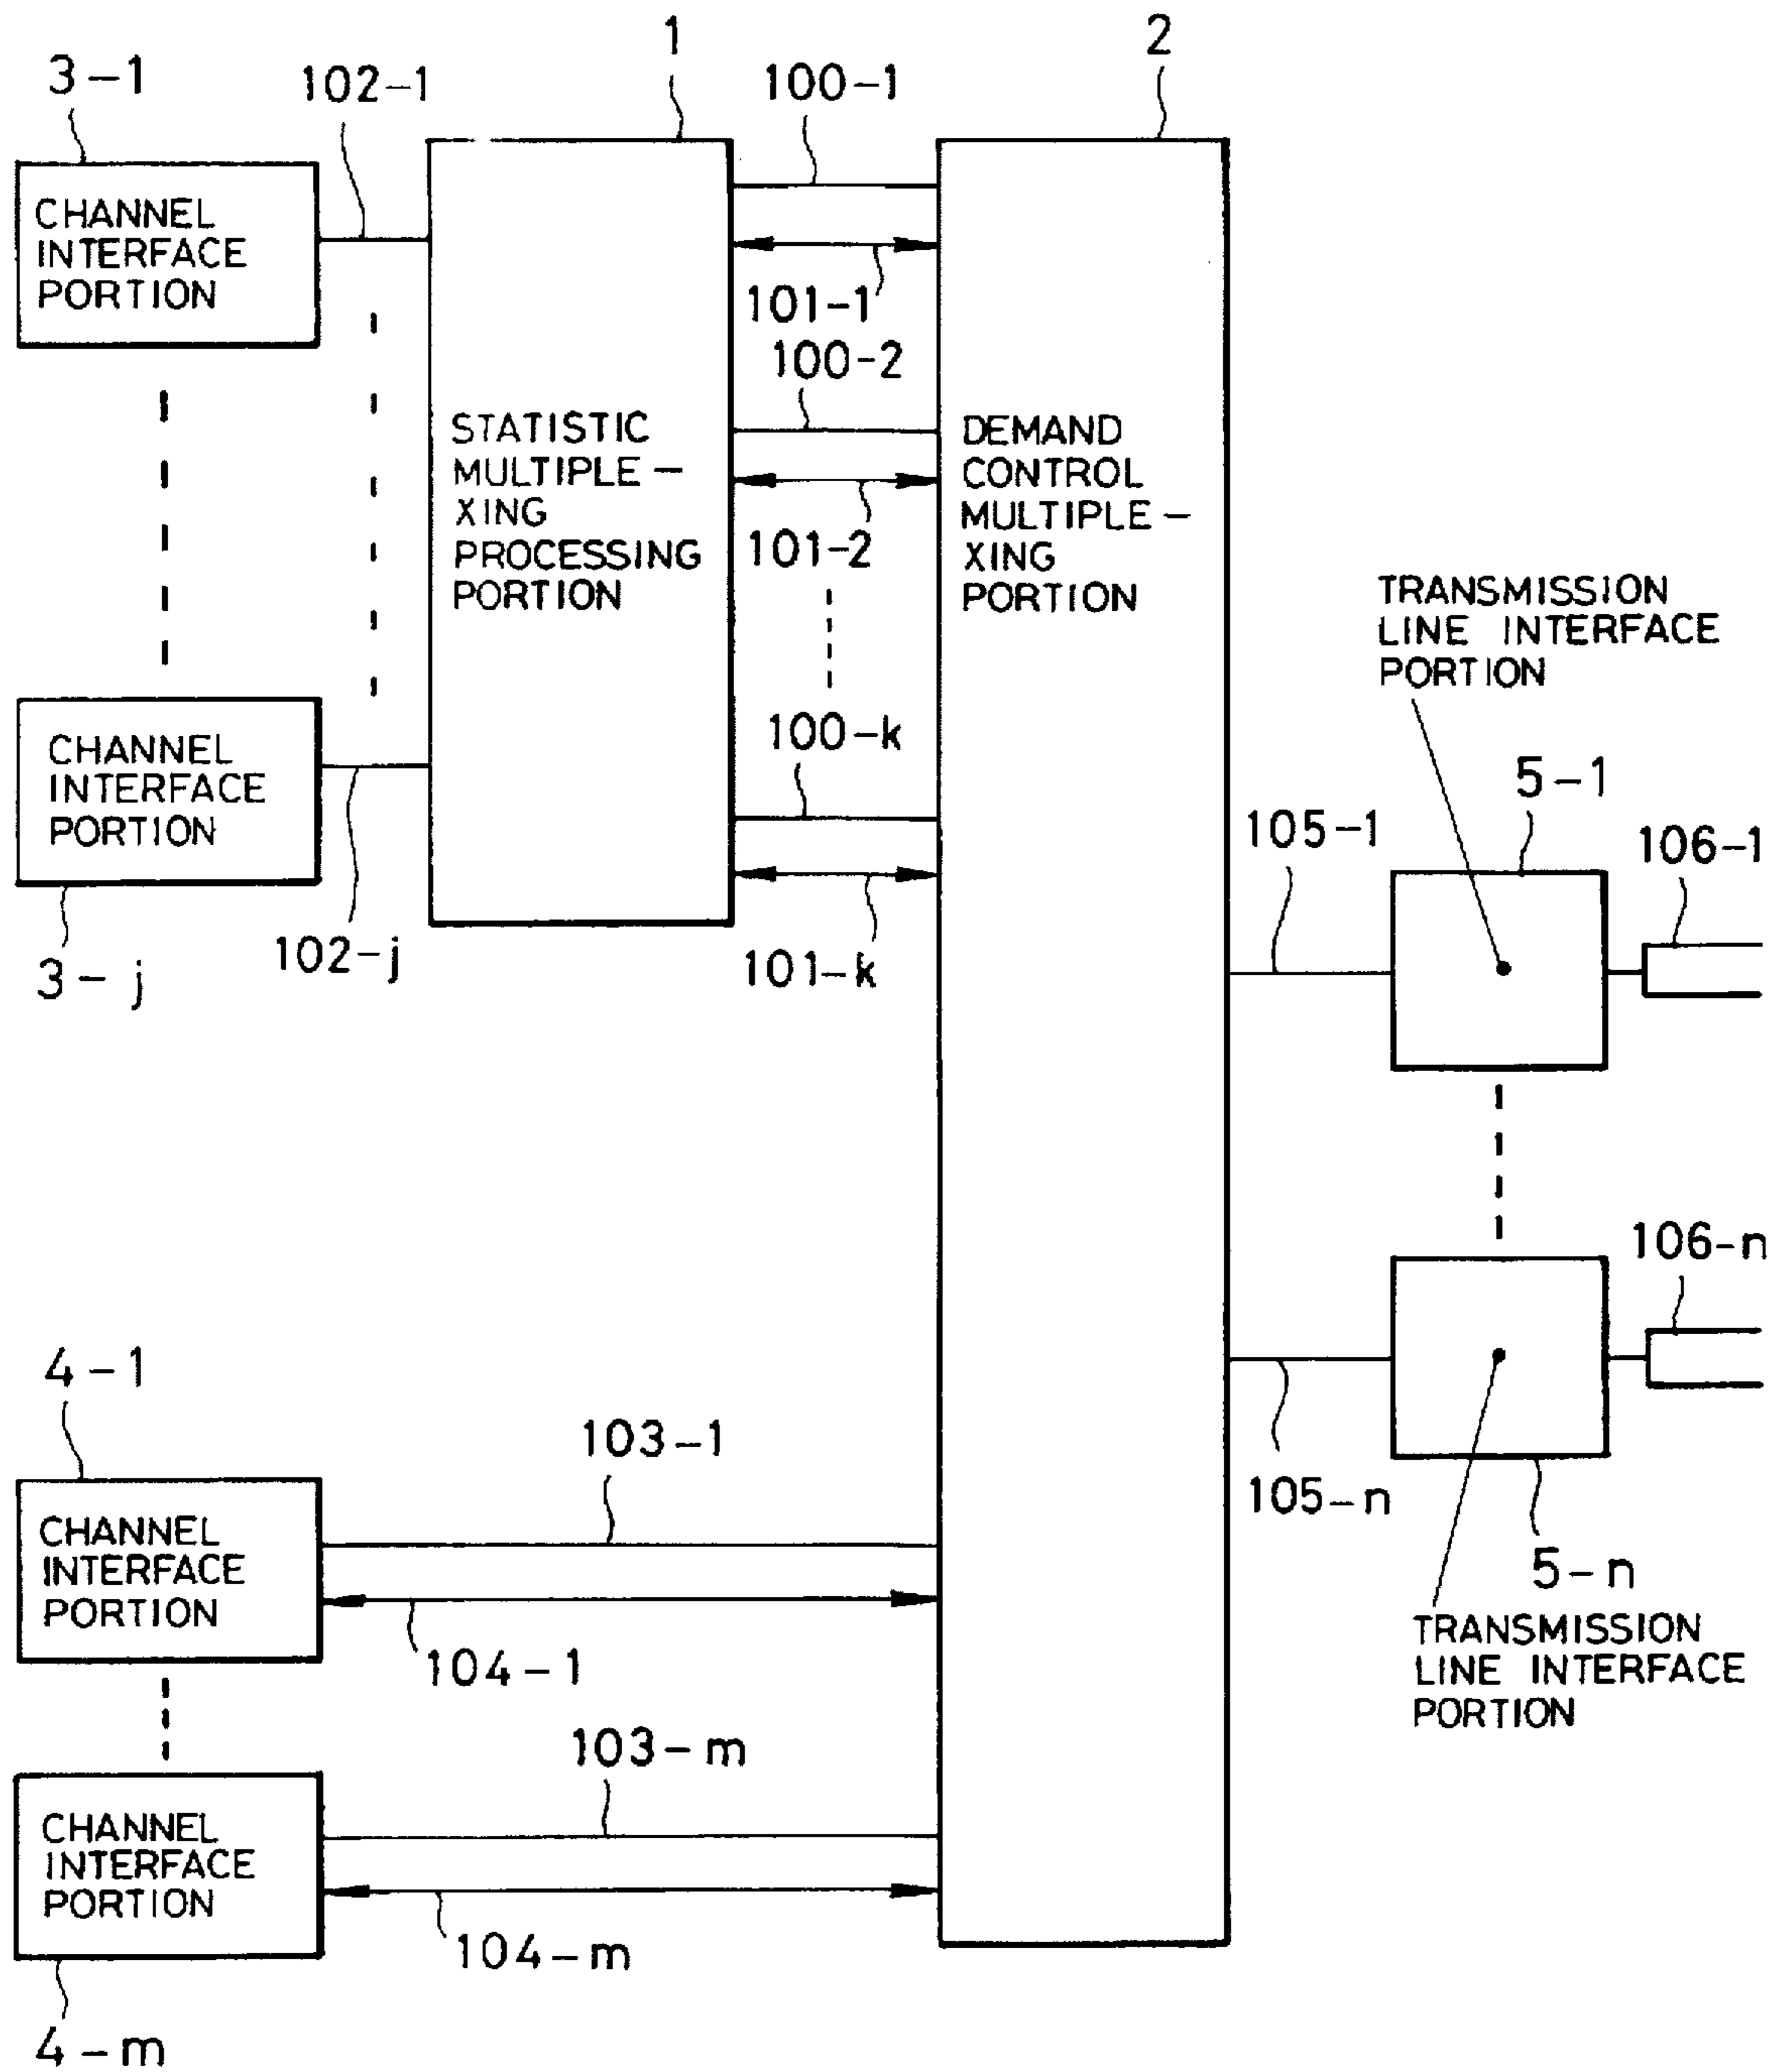 1
2
3-1
102-1
100-1
CHANNEL
INTERFACE
PORTION
101-1
100-2
STATISTIC
MULTIPLE-
XING
PROCESSING
PORTION
101-2
DEMAND
CONTROL
MULTIPLE-
XING
PORTION
TRANSMISSION
LINE INTERFACE
PORTION
100-k
CHANNEL
INTERFACE
PORTION
5-1
105-1
106-1
3-j
102-j
101-k
106-n
4-1
103-1
105-n
CHANNEL
INTERFACE
PORTION
5-n
104-1
TRANSMISSION
LINE INTERFACE
PORTION
103-m
CHANNEL
INTERFACE
PORTION
104-m
4-m